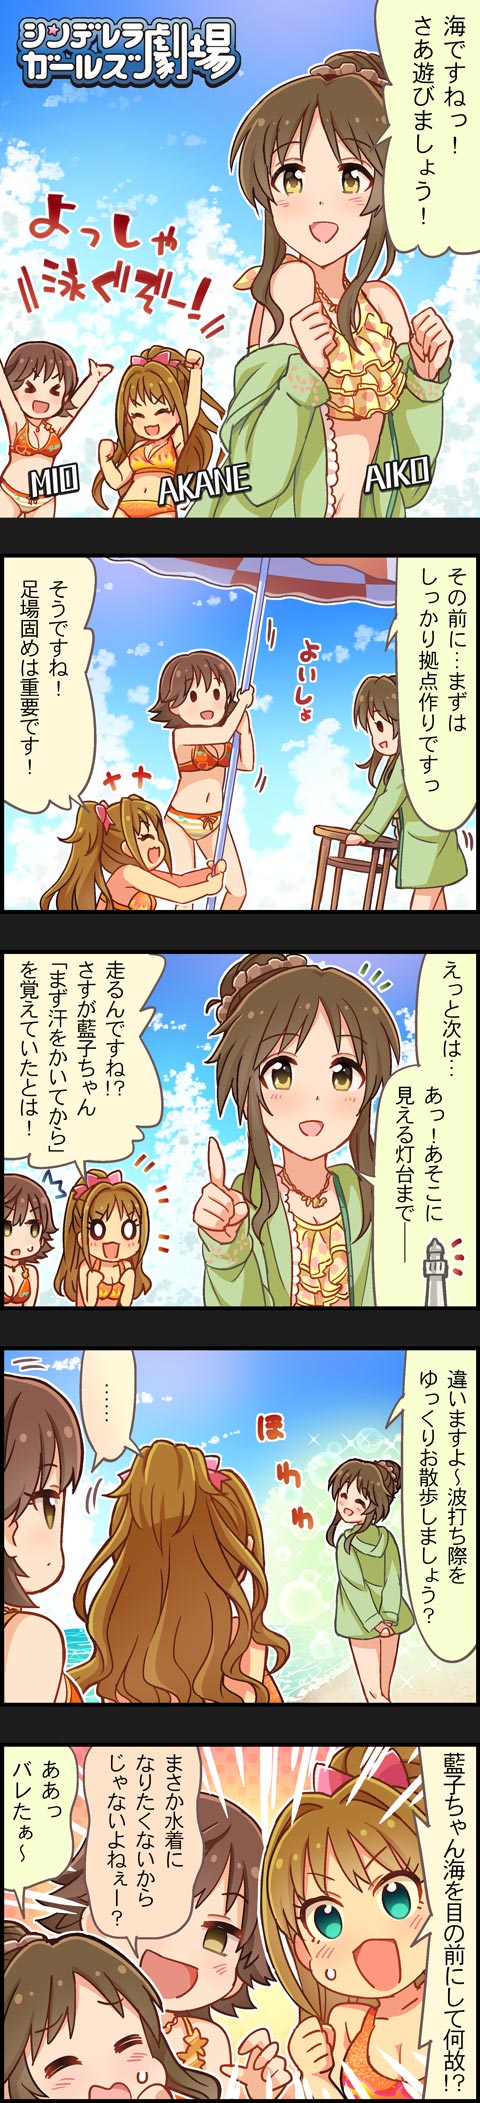 シンデレラ
ガールズ劇場
海ですねっ！
さあ遊びましょう！
よっしゃ
泳ぐぞー！
MIO
AKANE
AIKO
その前に…まずは
しっかり拠点作りですっ
よいしょ
そうですね！
足場固めは重要です！
えっと次は…
あっ！あそこに
見える灯台まで――
走るんですね!?
さすが藍子ちゃん
「まず汗をかいてから」
を覚えていたとは！
違いますよ～波打ち際を
ゆっくりお散歩しましょう？
ほわわ
……
藍子ちゃん海を目の前にして何故!?
まさか水着に
なりたくないから
じゃないよねぇー？
ああっ
バレたぁ～